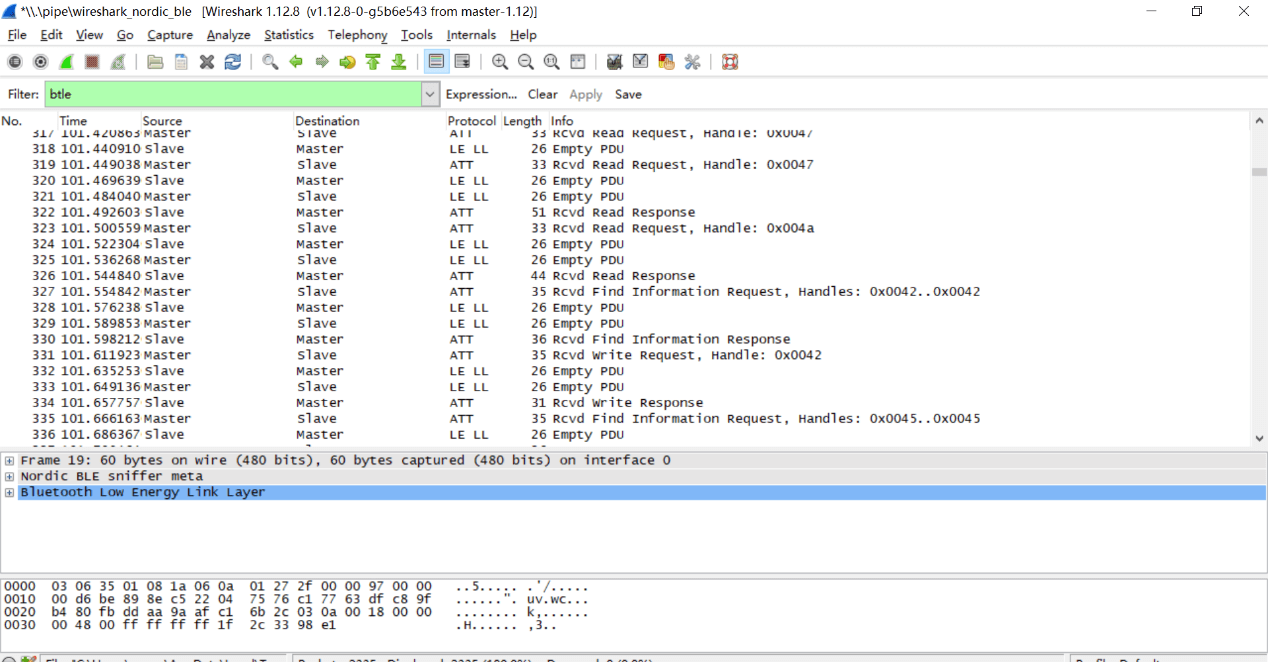 *\\.\pipe\wireshark_nordic_ble [Wireshark 1.12.8 (v1.12.8-0-g5b6e543 from master-1.12)]
File Edit View Go Capture Analyze Statistics Telephony Tools Internals Help
Filter: btle Expression... Clear Apply Save
No. Time Source Destination Protocol Length Info
317 101.420863 Master Slave ATT 33 Rcvd Read Request, Handle: 0x0047
318 101.440910 Slave Master LE LL 26 Empty PDU
319 101.449038 Master Slave ATT 33 Rcvd Read Request, Handle: 0x0047
320 101.469639 Slave Master LE LL 26 Empty PDU
321 101.484040 Master Slave LE LL 26 Empty PDU
322 101.492603 Slave Master ATT 51 Rcvd Read Response
323 101.500559 Master Slave ATT 33 Rcvd Read Request, Handle: 0x004a
324 101.522304 Slave Master LE LL 26 Empty PDU
325 101.536268 Master Slave LE LL 26 Empty PDU
326 101.544840 Slave Master ATT 44 Rcvd Read Response
327 101.554842 Master Slave ATT 35 Rcvd Find Information Request, Handles: 0x0042..0x0042
328 101.576238 Slave Master LE LL 26 Empty PDU
329 101.589853 Master Slave LE LL 26 Empty PDU
330 101.598212 Slave Master ATT 36 Rcvd Find Information Response
331 101.611923 Master Slave ATT 35 Rcvd Write Request, Handle: 0x0042
332 101.635253 Slave Master LE LL 26 Empty PDU
333 101.649136 Master Slave LE LL 26 Empty PDU
334 101.657757 Slave Master ATT 31 Rcvd Write Response
335 101.666163 Master Slave ATT 35 Rcvd Find Information Request, Handles: 0x0045..0x0045
336 101.686367 Slave Master LE LL 26 Empty PDU
Frame 19: 60 bytes on wire (480 bits), 60 bytes captured (480 bits) on interface 0
Nordic BLE sniffer meta
Bluetooth Low Energy Link Layer
0000 03 06 35 01 08 1a 06 0a 01 27 2f 00 00 97 00 00 ..5..... .'/.....
0010 00 d6 be 89 8e c5 22 04 75 76 c1 77 63 df c8 9f ......". uv.wc...
0020 b4 80 fb dd aa 9a af c1 6b 2c 03 0a 00 18 00 00 ........ k,......
0030 00 48 00 ff ff ff ff 1f 2c 33 98 e1 .H...... ,3..